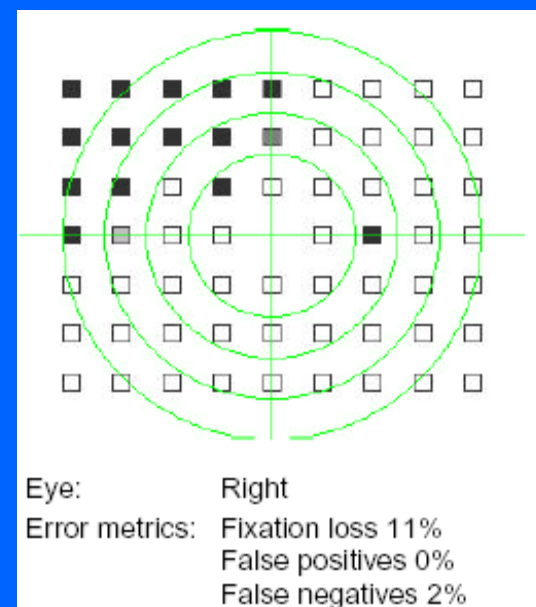 Eye: Right
Error metrics: Fixation loss 11%
False positives 0%
False negatives 2%